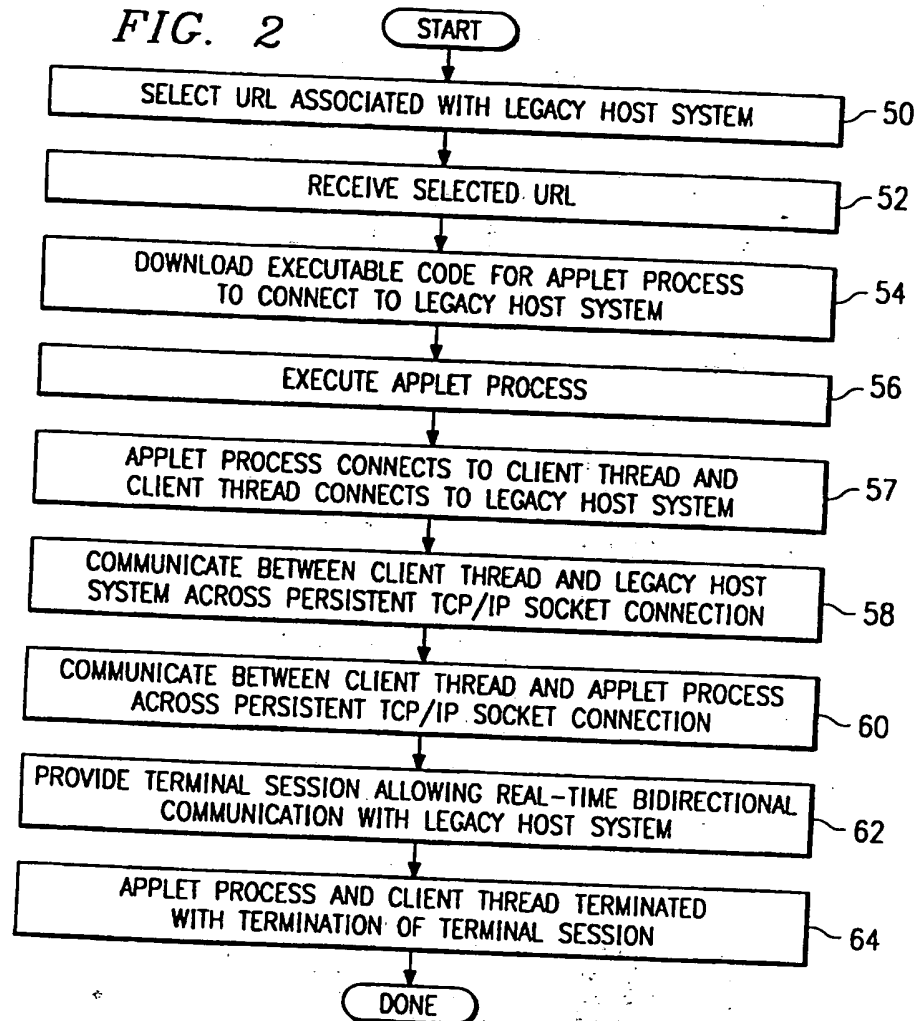 FIG. 2
START
SELECT URL ASSOCIATED WITH LEGACY HOST SYSTEM
50
RECEIVE SELECTED URL
52
DOWNLOAD EXECUTABLE CODE FOR APPLET PROCESS
TO CONNECT TO LEGACY HOST SYSTEM
54
EXECUTE APPLET PROCESS
56
APPLET PROCESS CONNECTS TO CLIENT THREAD AND
CLIENT THREAD CONNECTS TO LEGACY HOST SYSTEM
57
COMMUNICATE BETWEEN CLIENT THREAD AND LEGACY HOST
SYSTEM ACROSS PERSISTENT TCP/IP SOCKET CONNECTION
58
COMMUNICATE BETWEEN CLIENT THREAD AND APPLET PROCESS
ACROSS PERSISTENT TCP/IP SOCKET CONNECTION
60
PROVIDE TERMINAL SESSION ALLOWING REAL-TIME BIDIRECTIONAL
COMMUNICATION WITH LEGACY HOST SYSTEM
62
APPLET PROCESS AND CLIENT THREAD TERMINATED
WITH TERMINATION OF TERMINAL SESSION
64
DONE